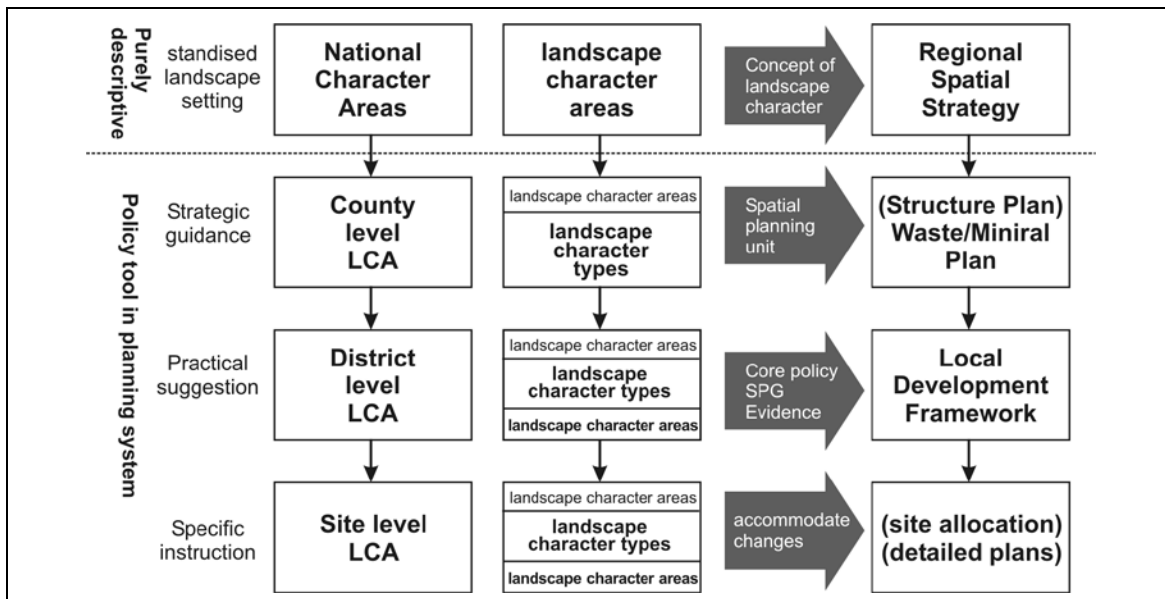 Purely
descriptive
standised
landscape
setting
National
Character
Areas
landscape
character
areas
Concept of
landscape
character
Regional
Spatial
Strategy
Policy tool in planning system
Strategic
guidance
County
level
LCA
landscape character areas
landscape
character
types
Spatial
planning
unit
(Structure Plan)
Waste/Miniral
Plan
Practical
suggestion
District
level
LCA
landscape character areas
landscape
character types
landscape character areas
Core policy
SPG
Evidence
Local
Development
Framework
Specific
instruction
Site level
LCA
landscape character areas
landscape
character types
landscape character areas
accommodate
changes
(site allocation)
(detailed plans)